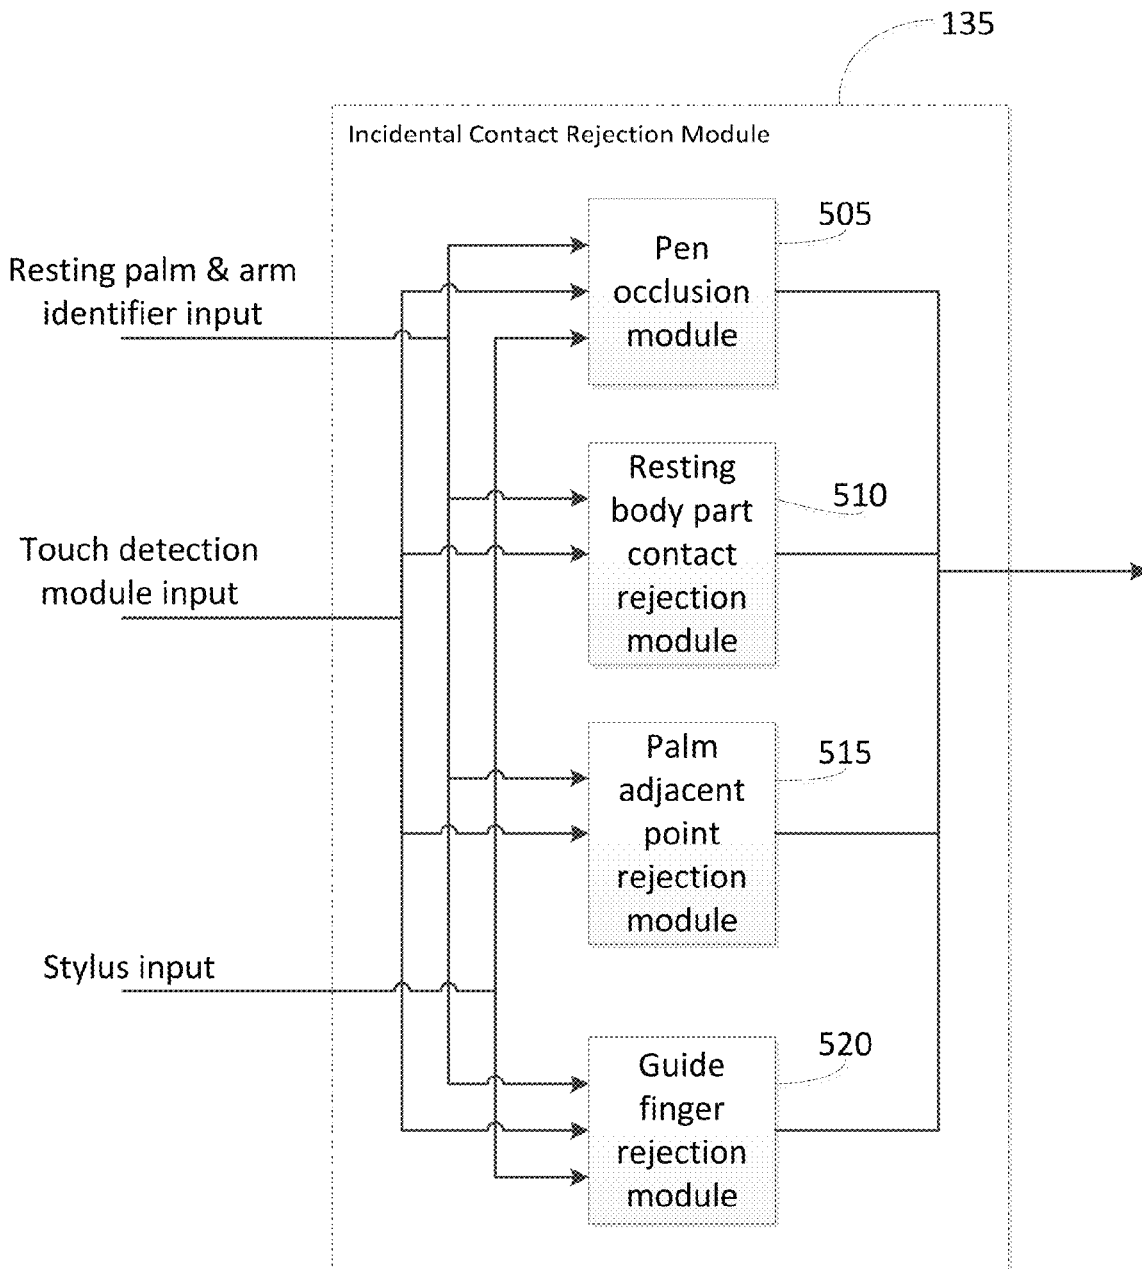 135
Incidental Contact Rejection Module
505
Pen
occlusion
module
Resting palm & arm
identifier input
Resting
body part
contact
rejection
module
510
Touch detection
module input
Palm
adjacent
point
rejection
module
515
Stylus input
520
Guide
finger
rejection
module